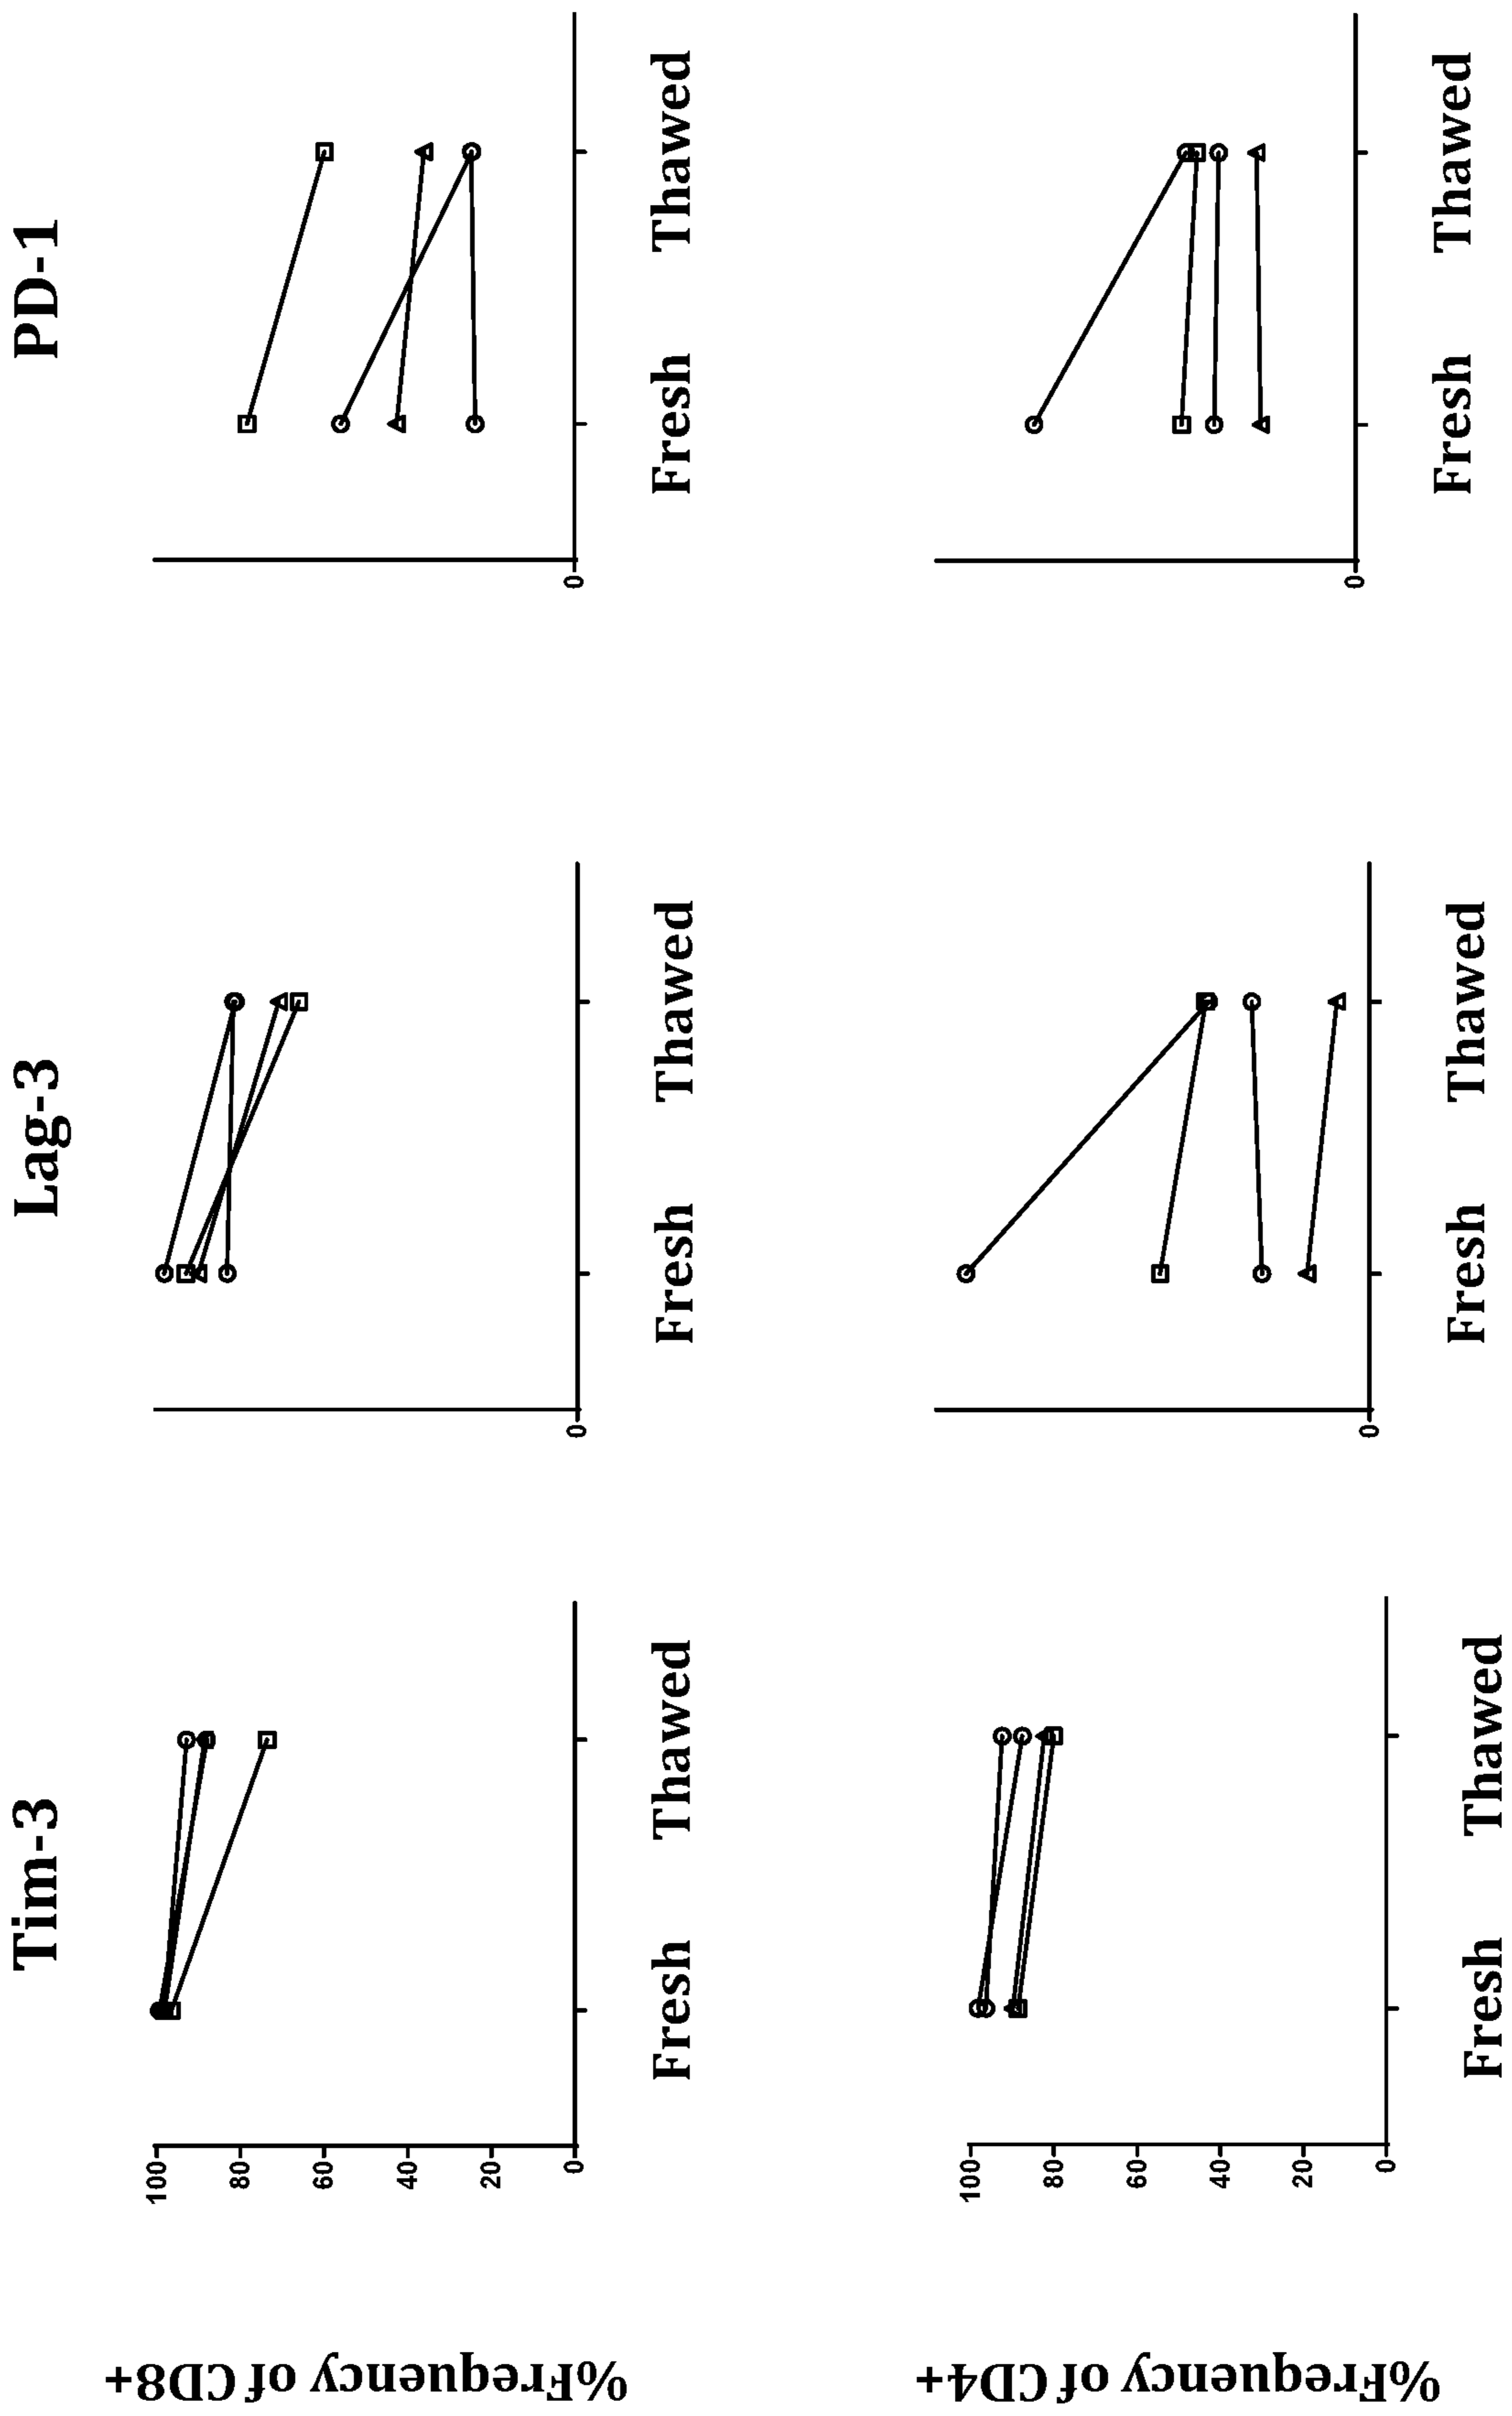 Tim-3
Lag-3
PD-1
%Frequency of CD8+
100
80
60
40
20
0
Fresh Thawed
0
Fresh Thawed
0
Fresh Thawed
%Frequency of CD4+
100
80
60
40
20
0
Fresh Thawed
0
Fresh Thawed
0
Fresh Thawed